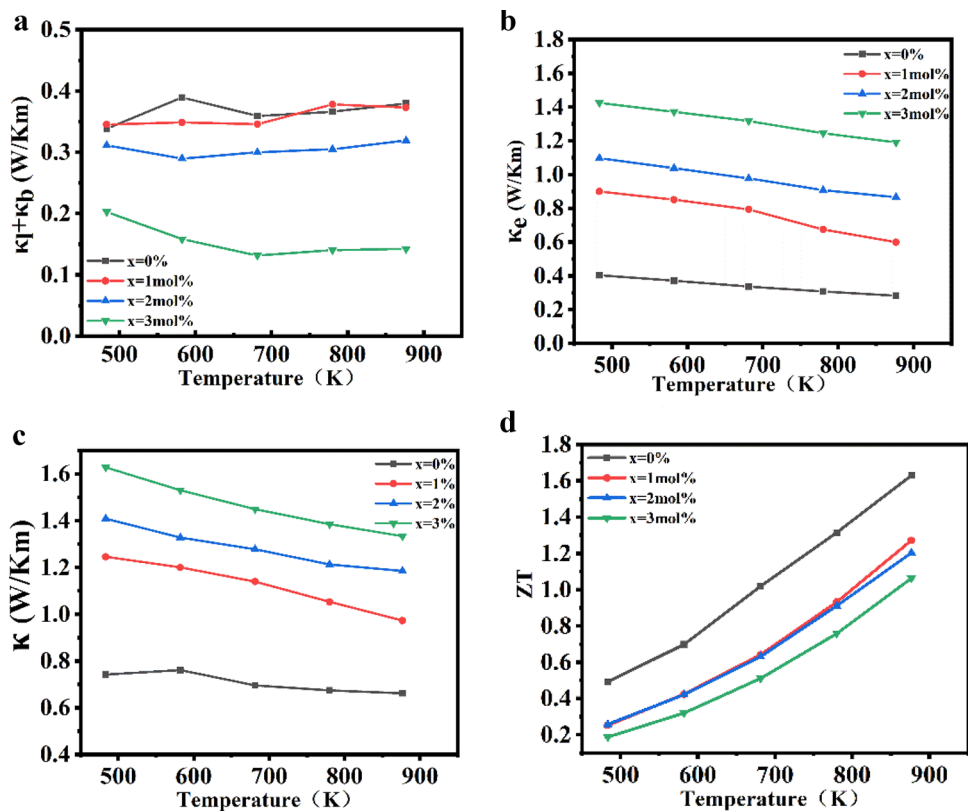 a
κl+κb (W/Km)
0.5
0.4
0.3
0.2
0.1
0.0
x=0%
x=1mol%
x=2mol%
x=3mol%
500 600 700 800 900
Temperature（K）
b
κe (W/Km)
1.8
1.6
1.4
1.2
1.0
0.8
0.6
0.4
0.2
0.0
x=0%
x=1mol%
x=2mol%
x=3mol%
500 600 700 800 900
Temperature（K）
c
κ (W/Km)
1.6
1.4
1.2
1.0
0.8
0.6
0.4
x=0%
x=1%
x=2%
x=3%
500 600 700 800 900
Temperature（K）
d
ZT
1.8
1.6
1.4
1.2
1.0
0.8
0.6
0.4
0.2
x=0%
x=1mol%
x=2mol%
x=3mol%
500 600 700 800 900
Temperature（K）